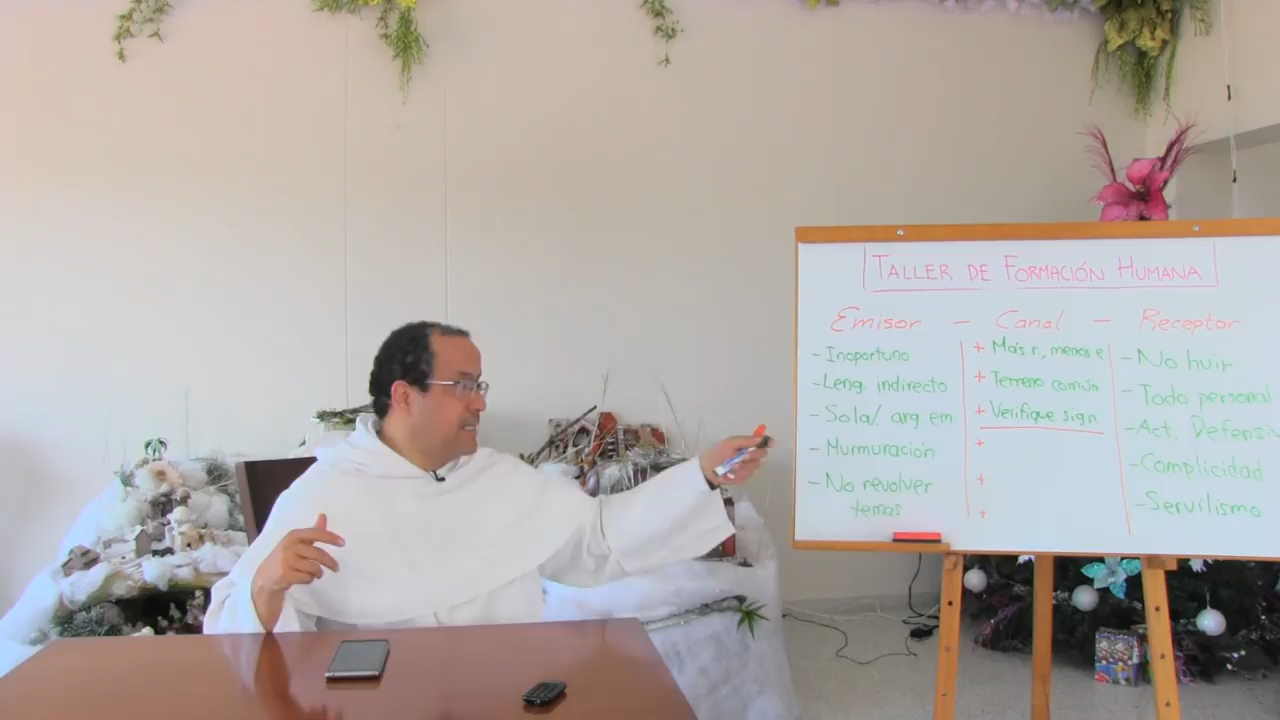 TALLER DE FORMACIÓN HUMANA
Emisor - Canal - Receptor
- Inoportuno
- Leng. indirecto
- Sola/. arg. em
- Murmuración
- No revolver
temas
+ Más r., menos e
+ Terreno común
+ Verifique sign.
+
+
+
- No huir
- Todo personal
- Act. Defensi
- Complicidad
- Servilismo